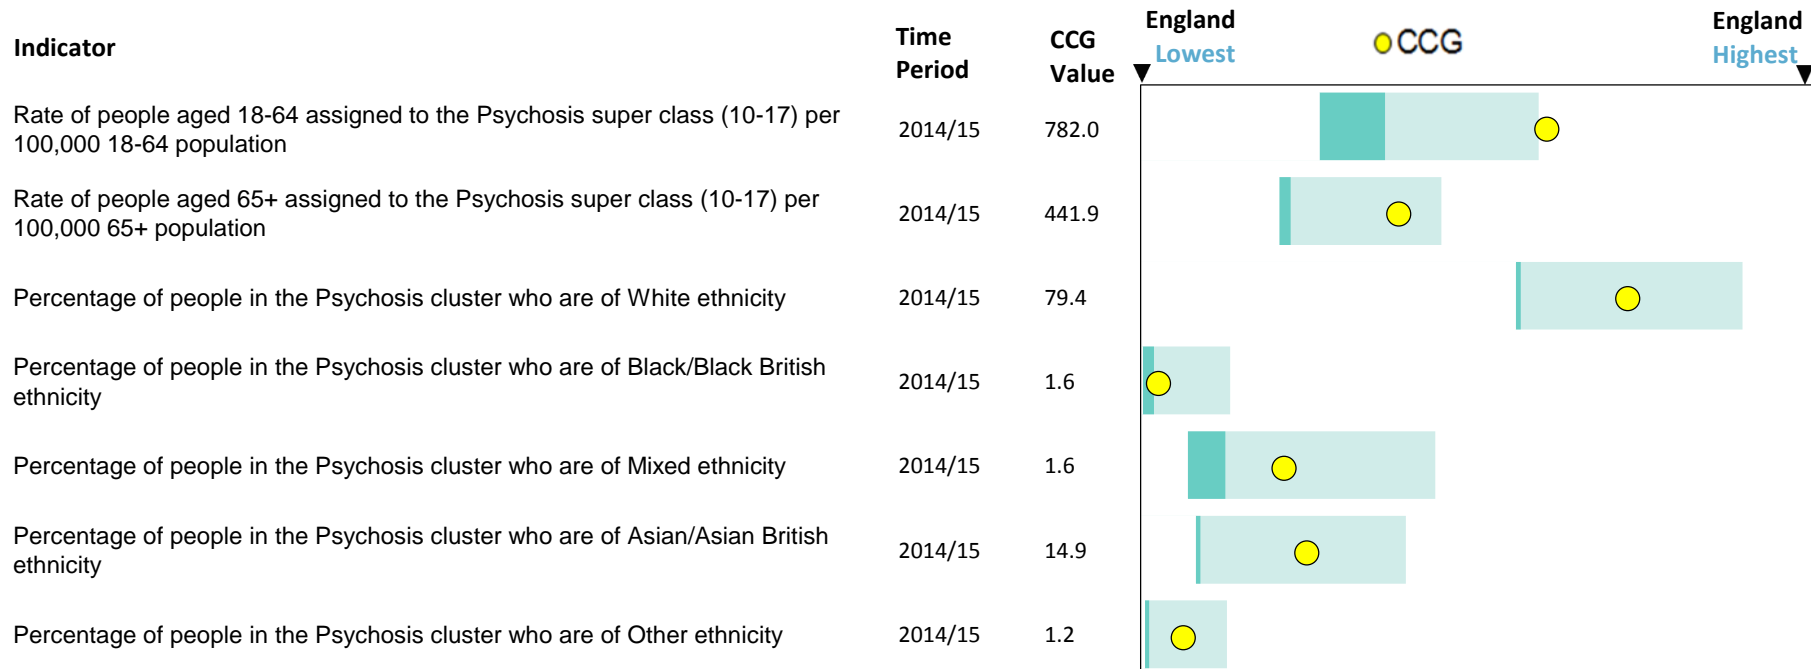 Indicator
Time Period
CCG Value
England Lowest
CCG
England Highest
Rate of people aged 18-64 assigned to the Psychosis super class (10-17) per
100,000 18-64 population
2014/15
782.0
Rate of people aged 65+ assigned to the Psychosis super class (10-17) per
100,000 65+ population
2014/15
441.9
Percentage of people in the Psychosis cluster who are of White ethnicity
2014/15
79.4
Percentage of people in the Psychosis cluster who are of Black/Black British
ethnicity
2014/15
1.6
Percentage of people in the Psychosis cluster who are of Mixed ethnicity
2014/15
1.6
Percentage of people in the Psychosis cluster who are of Asian/Asian British
ethnicity
2014/15
14.9
Percentage of people in the Psychosis cluster who are of Other ethnicity
2014/15
1.2